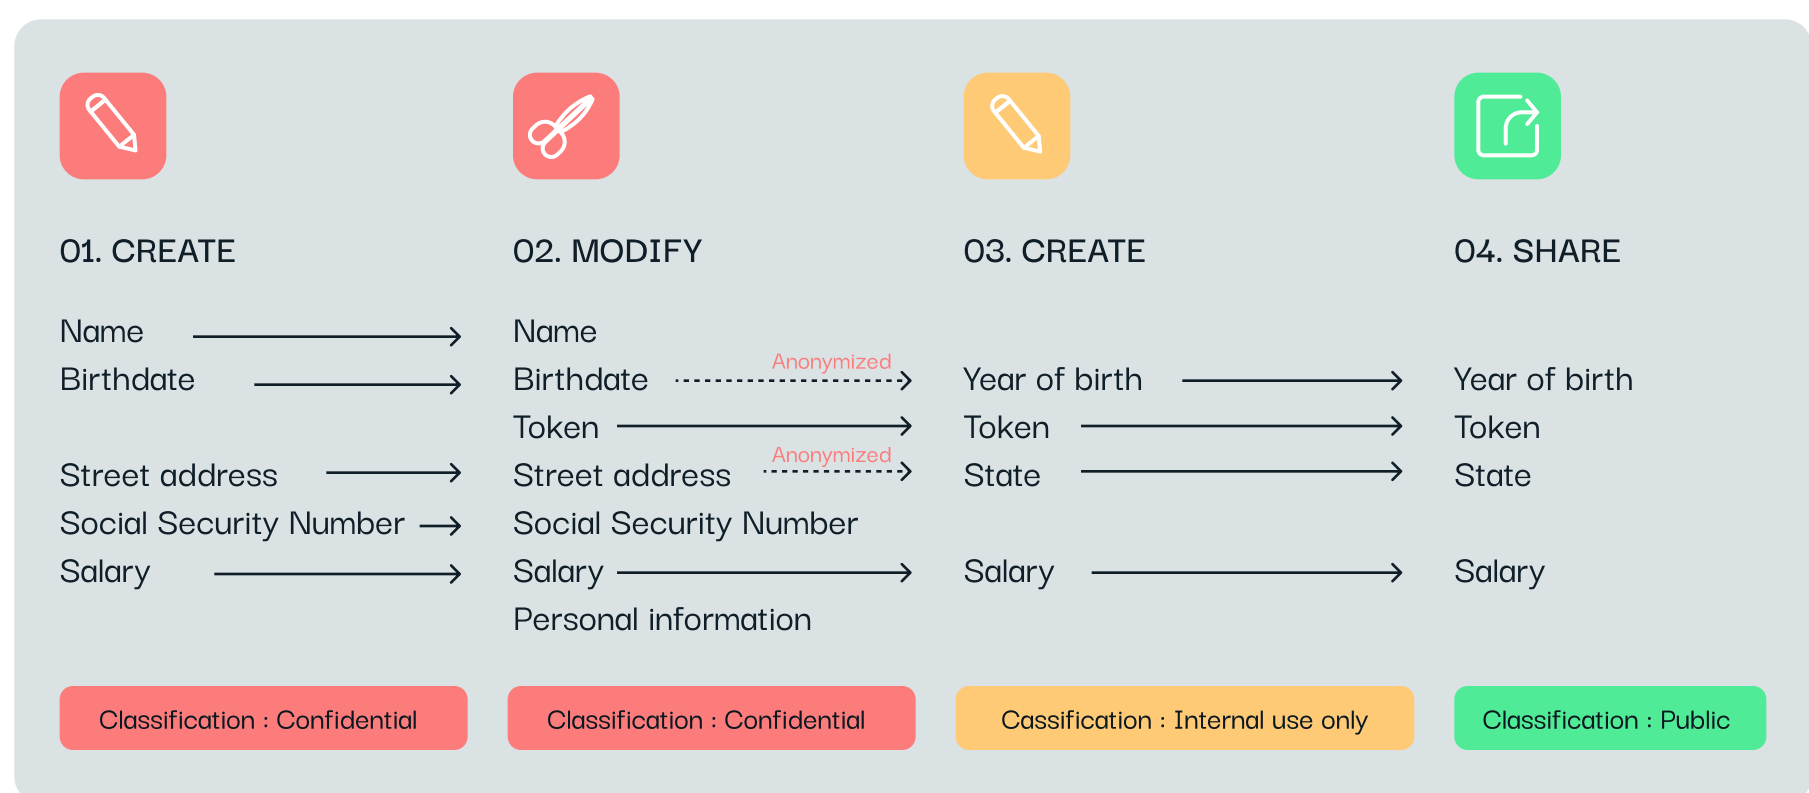 01. CREATE
Name
Birthdate
Street address
Social Security Number
Salary
Classification : Confidential
02. MODIFY
Name
Birthdate
Anonymized
Token
Street address
Anonymized
Social Security Number
Salary
Personal information
Classification : Confidential
03. CREATE
Year of birth
Token
State
Salary
Cassification : Internal use only
04. SHARE
Year of birth
Token
State
Salary
Classification : Public